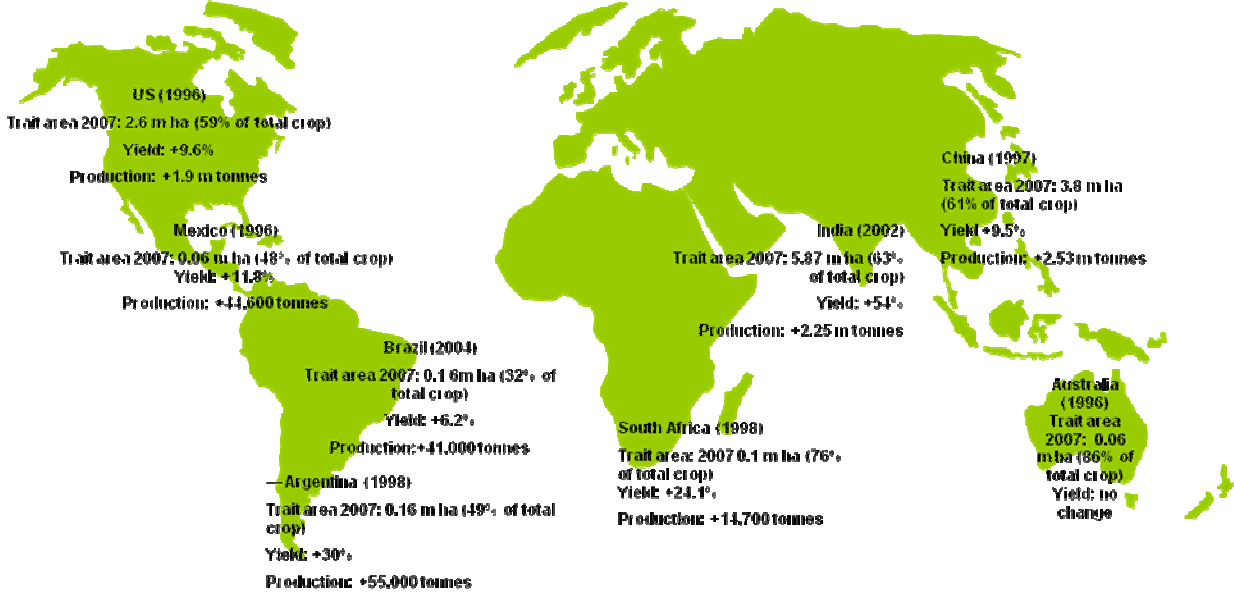 US (1996)
Trait area 2007: 2.6 m ha (59% of total crop)
Yield: +9.6%
Production: +1.9 m tonnes
Mexico (1996)
Trait area 2007: 0.06 m ha (48% of total crop)
Yield: +11.8%
Production: +44,600 tonnes
Brazil (2004)
Trait area 2007: 0.16m ha (32% of
total crop)
Yield: +6.2%
Production:+41,000 tonnes
—Argentina (1998)
Trait area 2007: 0.16 m ha (49% of total
crop)
Yield: +30%
Production: +55,000 tonnes
South Africa (1998)
Trait area: 2007 0.1 m ha (76%
of total crop)
Yield: +24.1%
Production: +14,700 tonnes
India (2002)
Trait area 2007: 5.87 m ha (63%
of total crop)
Yield: +54%
Production: +2.25 m tonnes
China (1997)
Trait area 2007: 3.8 m ha
(61% of total crop)
Yield +9.5%
Production: +2.53 m tonnes
Australia
(1996)
Trait area
2007: 0.06
m ha (86% of
total crop)
Yield: no
change